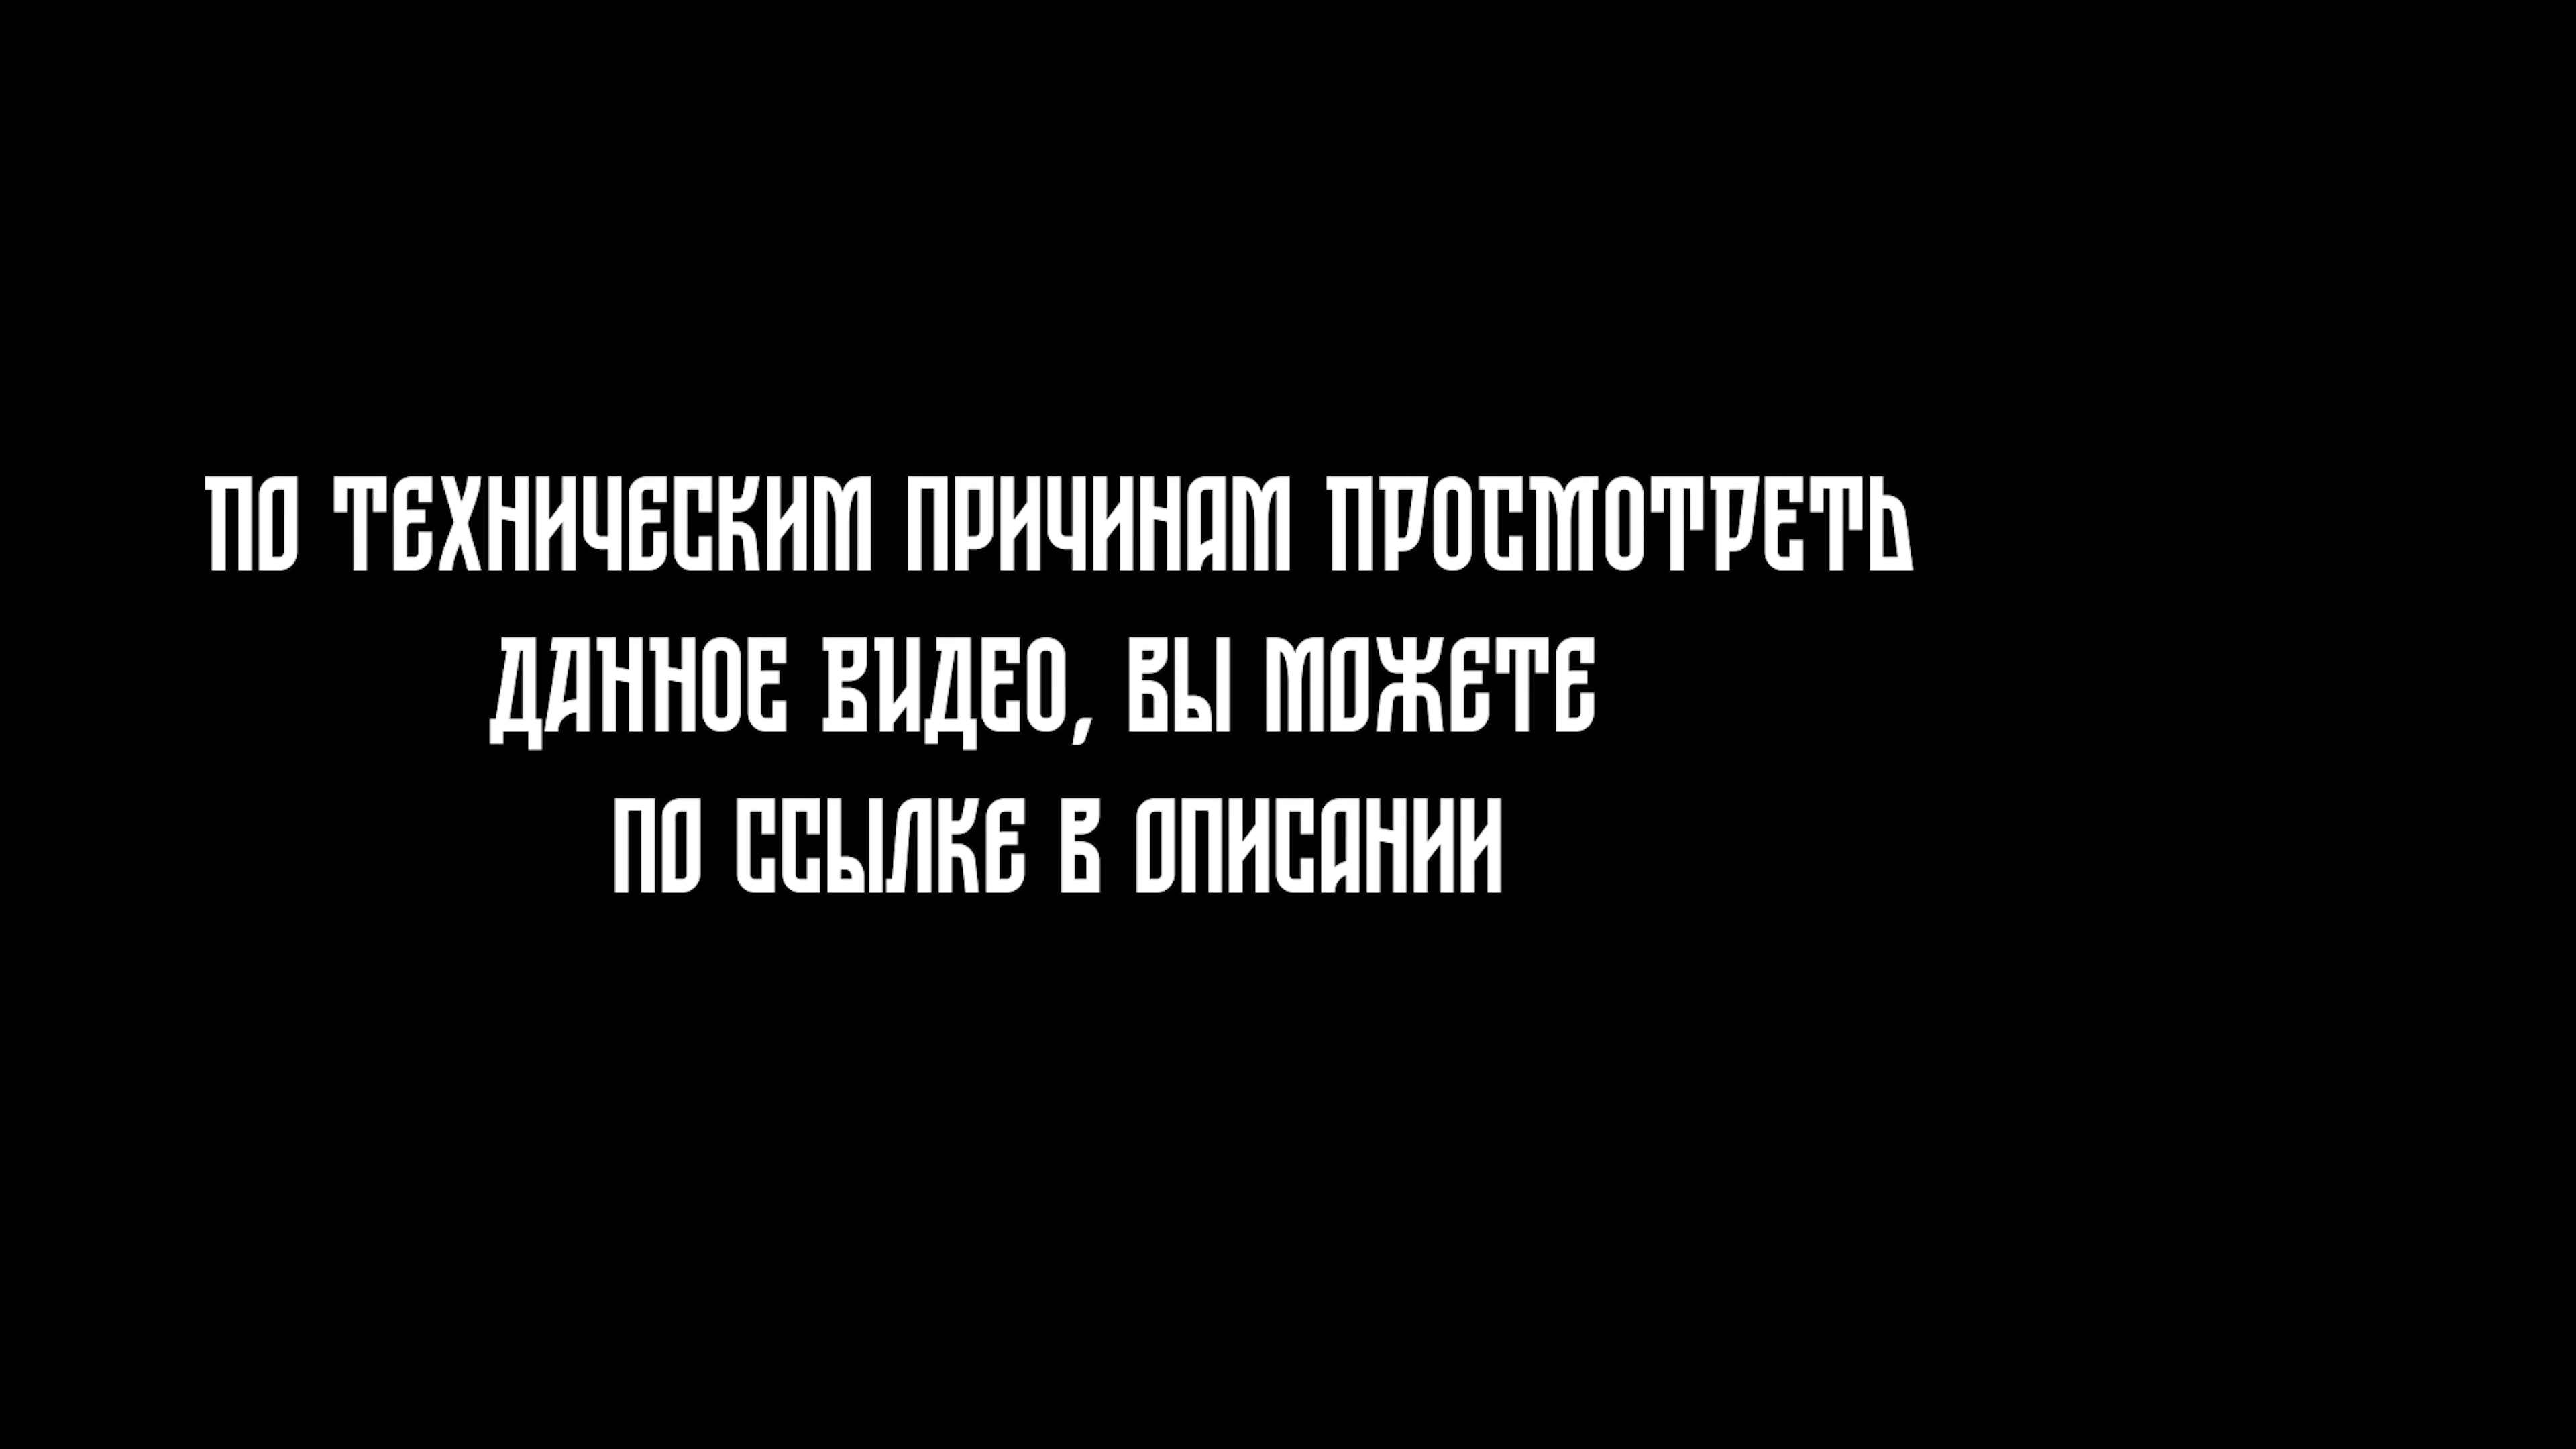 ПО ТЕХНИЧЕСКИМ ПРИЧИНАМ ПРОСМОТРЕТЬ
ДАННОЕ ВИДЕО, ВЫ МОЖЕТЕ
ПО ССЫЛКЕ В ОПИСАНИИ